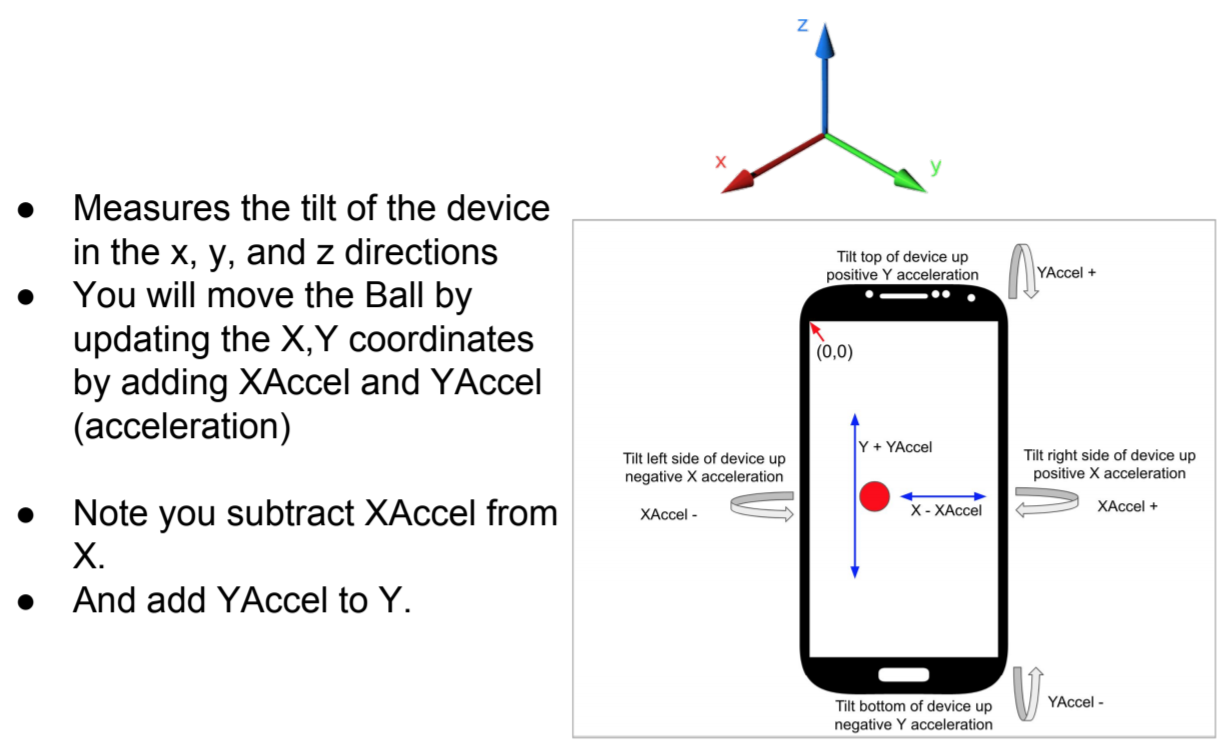 z
x
y
● Measures the tilt of the device
in the x, y, and z directions
● You will move the Ball by
updating the X,Y coordinates
by adding XAccel and YAccel
(acceleration)
● Note you subtract XAccel from
X.
● And add YAccel to Y.
Tilt top of device up
positive Y acceleration
YAccel +
(0,0)
Y + YAccel
Tilt left side of device up
negative X acceleration
XAccel -
X - XAccel
Tilt right side of device up
positive X acceleration
XAccel +
Tilt bottom of device up
negative Y acceleration
YAccel -